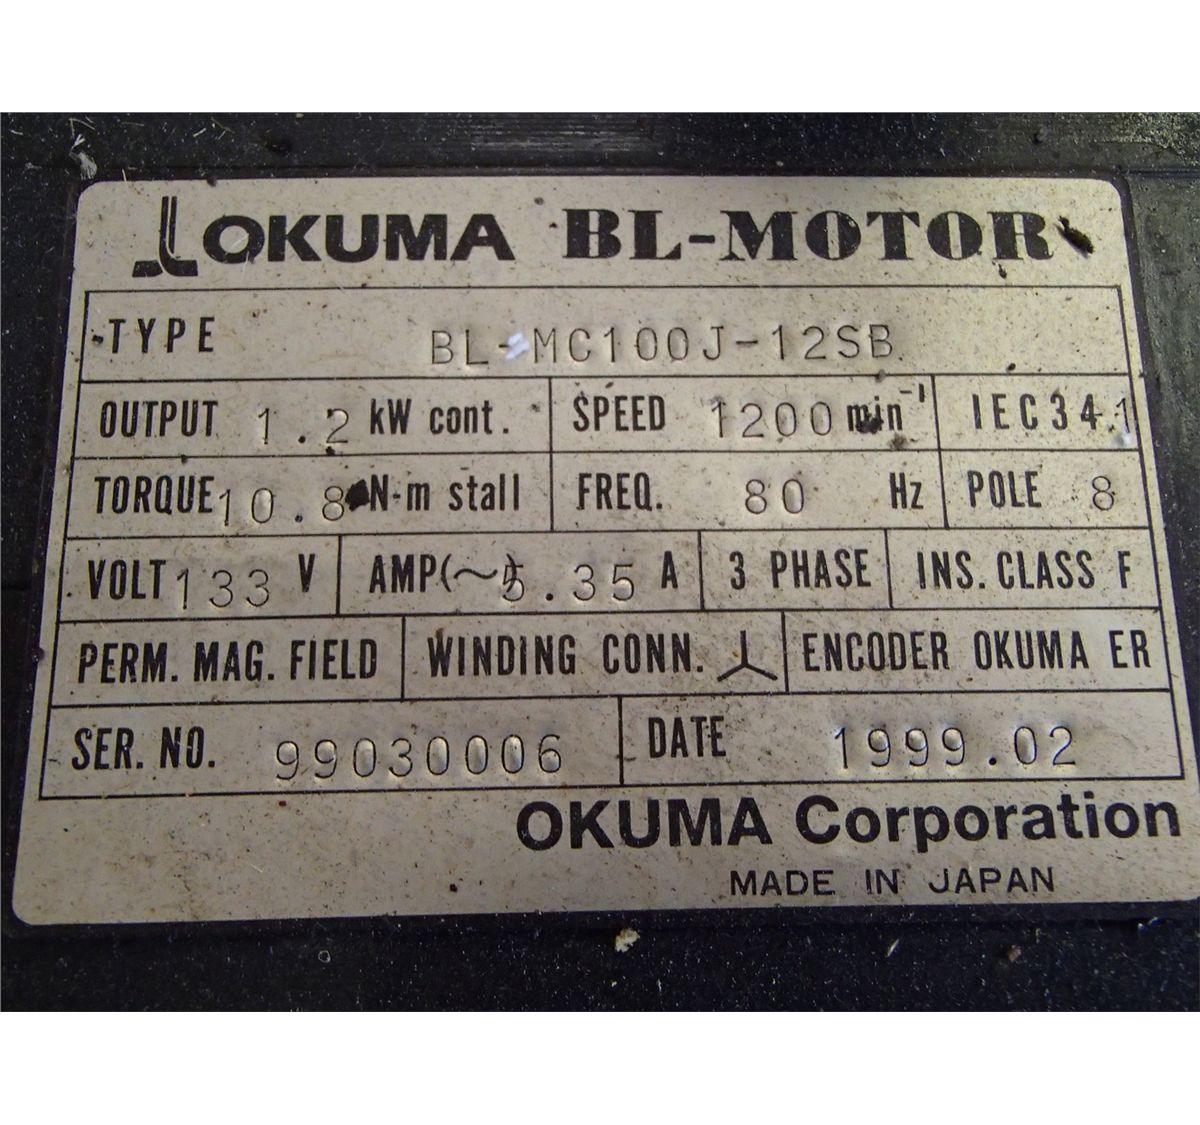 OKUMA BL-MOTOR
TYPE BL-MC100J-12SB
OUTPUT 1.2 kW cont. SPEED 1200 min⁻¹ IEC34-1
TORQUE 10.8 N-m stall FREQ. 80 Hz POLE 8
VOLT 133 V AMP(~) 5.35 A 3 PHASE INS. CLASS F
PERM. MAG. FIELD WINDING CONN. ENCODER OKUMA ER
SER. NO. 99030006 DATE 1999.02
OKUMA Corporation
MADE IN JAPAN